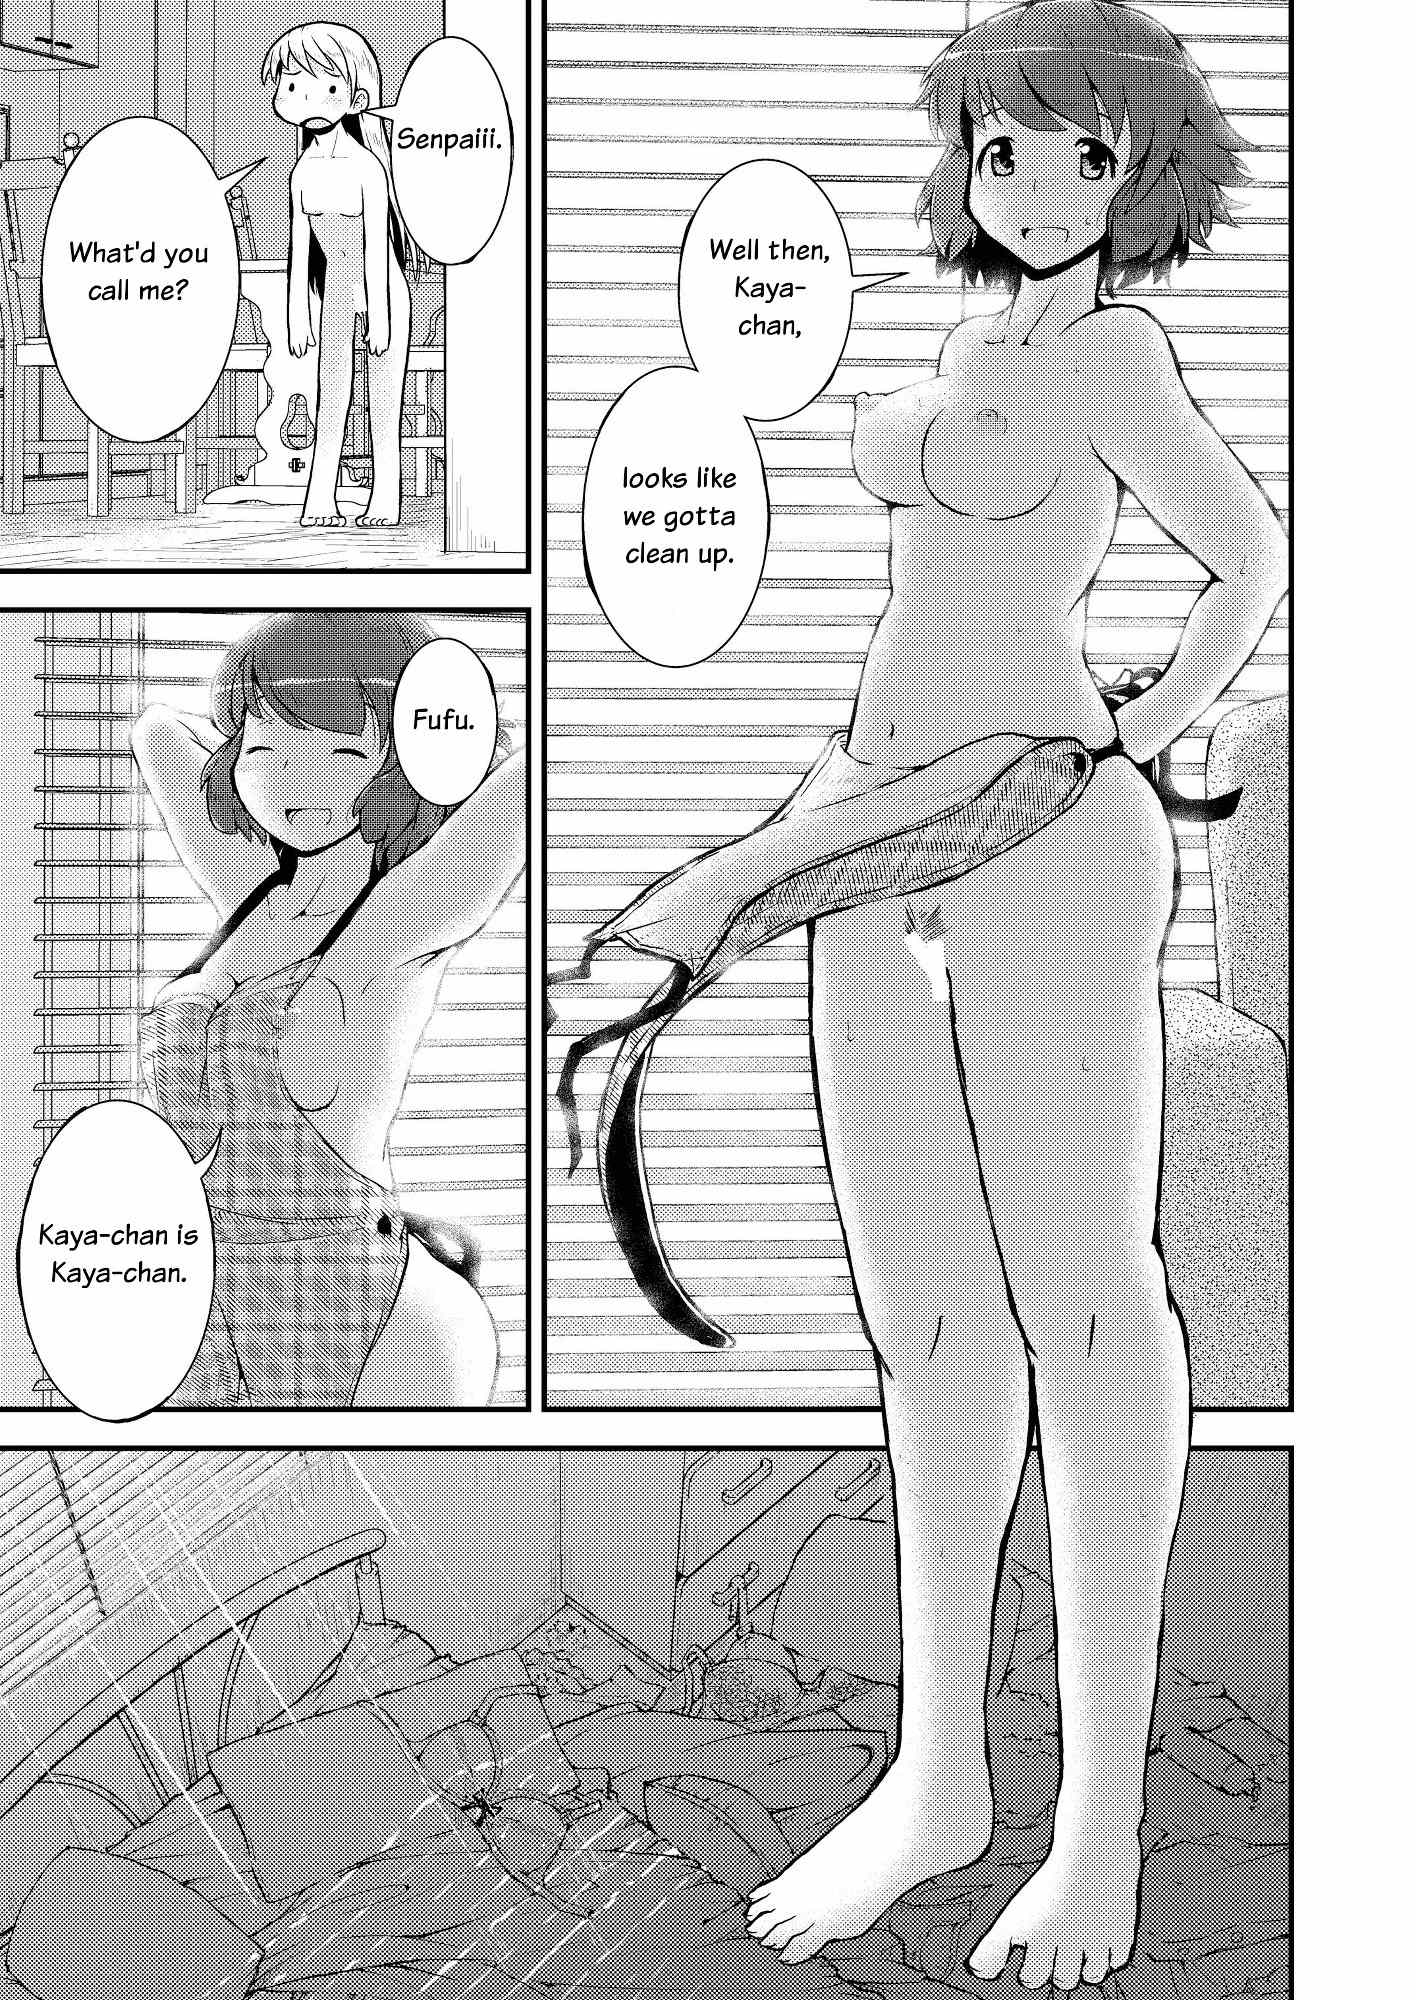 Well then,
Kaya-
chan,
looks like
we gotta
clean up.
Senpaiii.
What'd you
call me?
Fufu.
Kaya-chan is
Kaya-chan.